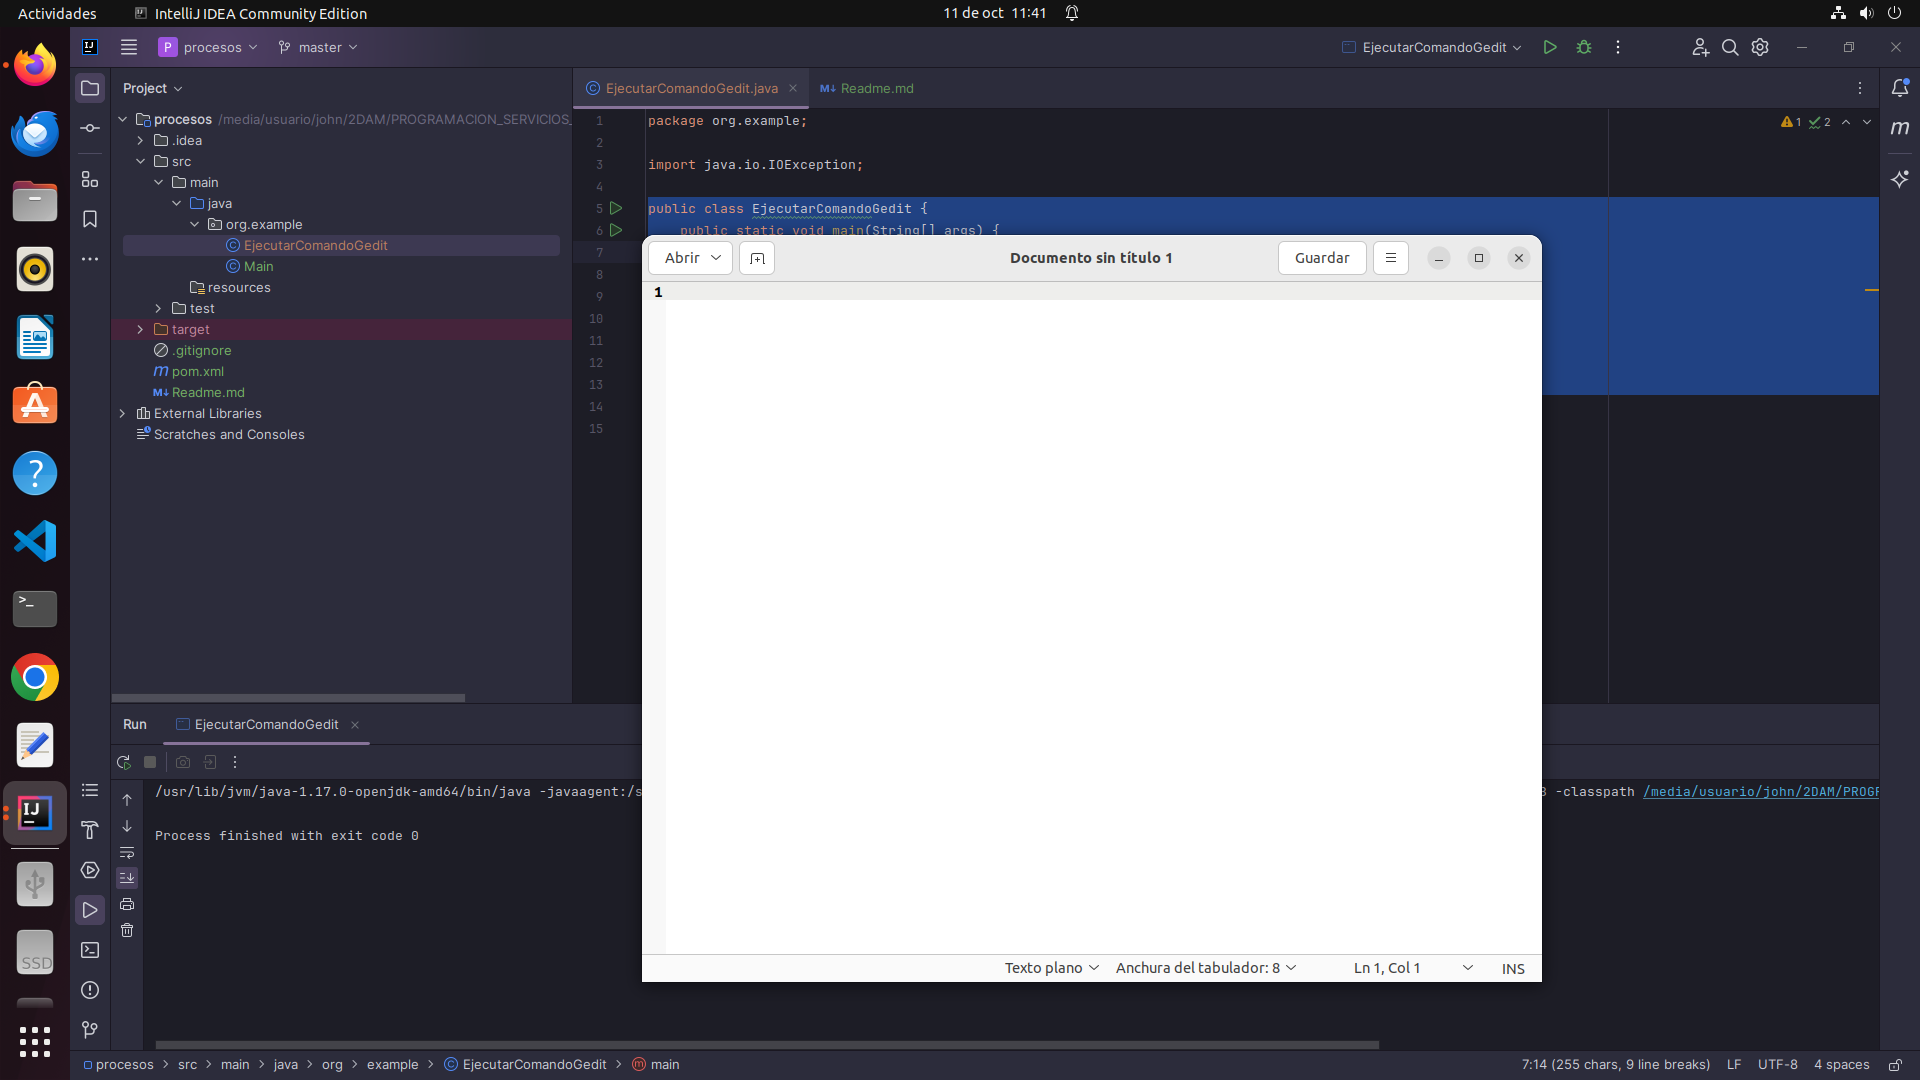 Actividades
IntelliJ IDEA Community Edition
11 de oct 11:41
IJ
P procesos
master
EjecutarComandoGedit
Project
EjecutarComandoGedit.java
Readme.md
procesos /media/usuario/john/2DAM/PROGRAMACION_SERVICIOS_
.idea
src
main
java
org.example
EjecutarComandoGedit
Main
resources
test
target
.gitignore
pom.xml
Readme.md
External Libraries
Scratches and Consoles
1 package org.example;
2
3 import java.io.IOException;
4
5 public class EjecutarComandoGedit {
6 public static void main(String[] args) {
7
8
9
10
11
12
13
14
15
1 2
Abrir
Documento sin título 1
Guardar
1
Texto plano
Anchura del tabulador: 8
Ln 1, Col 1
INS
Run
EjecutarComandoGedit
/usr/lib/jvm/java-1.17.0-openjdk-amd64/bin/java -javaagent:/s
-classpath /media/usuario/john/2DAM/PROGR
Process finished with exit code 0
SSD
procesos > src > main > java > org > example > EjecutarComandoGedit > main
7:14 (255 chars, 9 line breaks)
LF
UTF-8
4 spaces